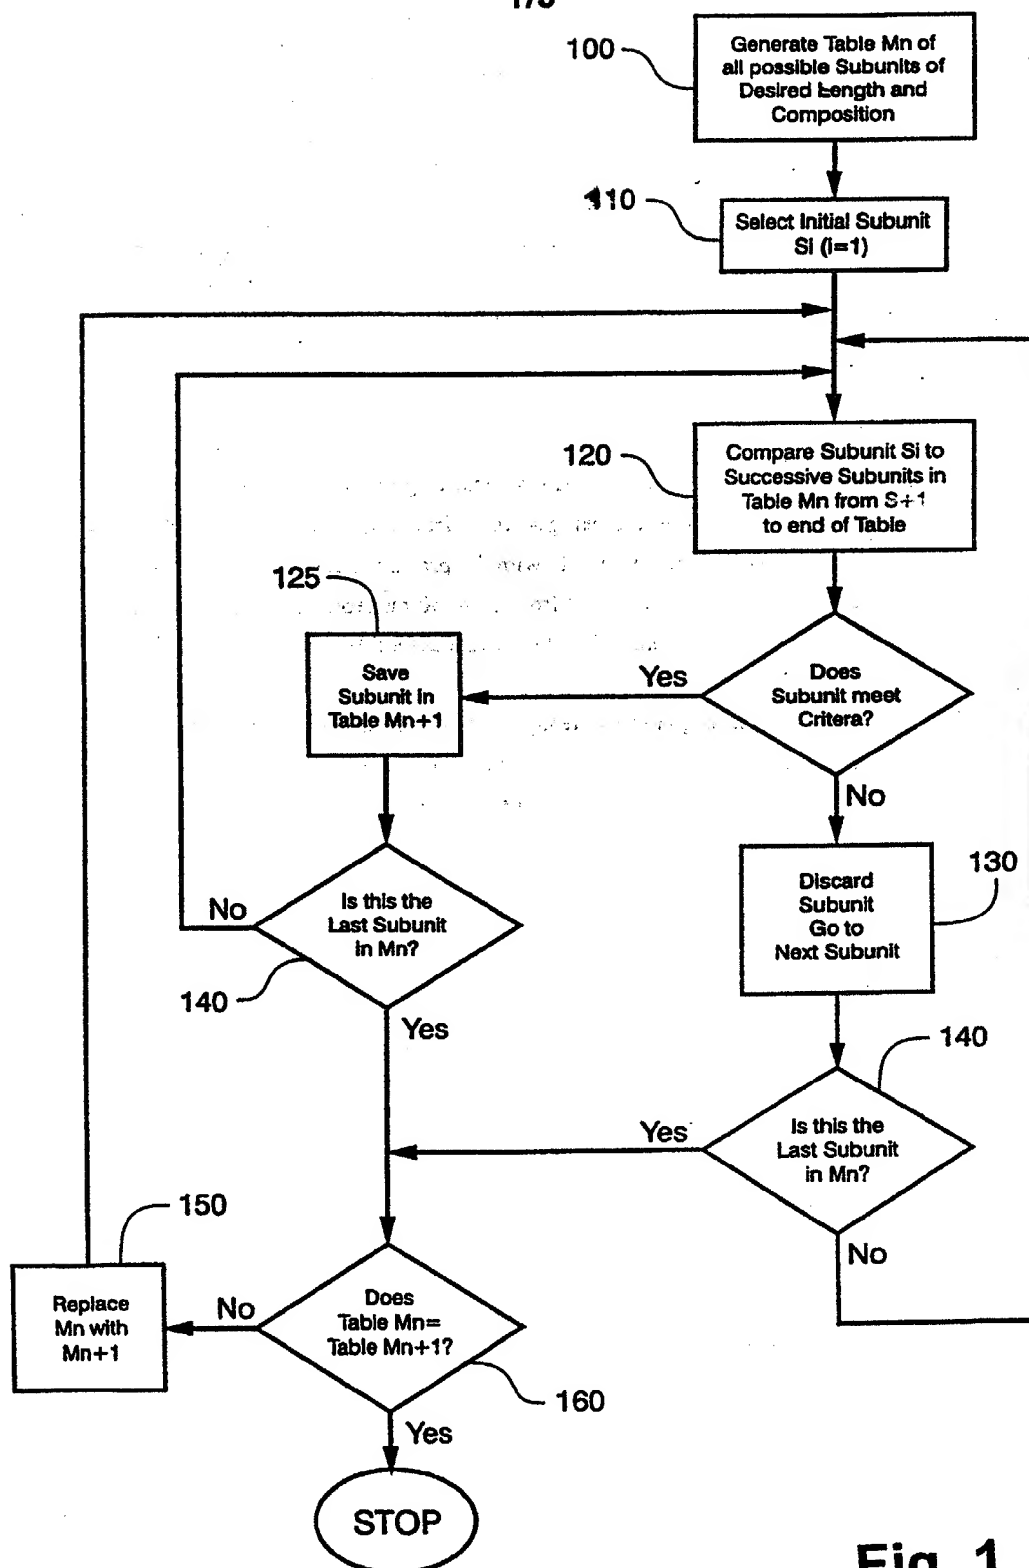 100
Generate Table Mn of
all possible Subunits of
Desired Length and
Composition
110
Select Initial Subunit
Si (i=1)
120
Compare Subunit Si to
Successive Subunits in
Table Mn from S+1
to end of Table
125
Save
Subunit in
Table Mn+1
Yes
Does
Subunit meet
Critera?
No
130
Discard
Subunit
Go to
Next Subunit
No
Is this the
Last Subunit
in Mn?
140
Yes
140
Yes
Is this the
Last Subunit
in Mn?
No
150
Replace
Mn with
Mn+1
No
Does
Table Mn=
Table Mn+1?
160
Yes
STOP
Fig. 1